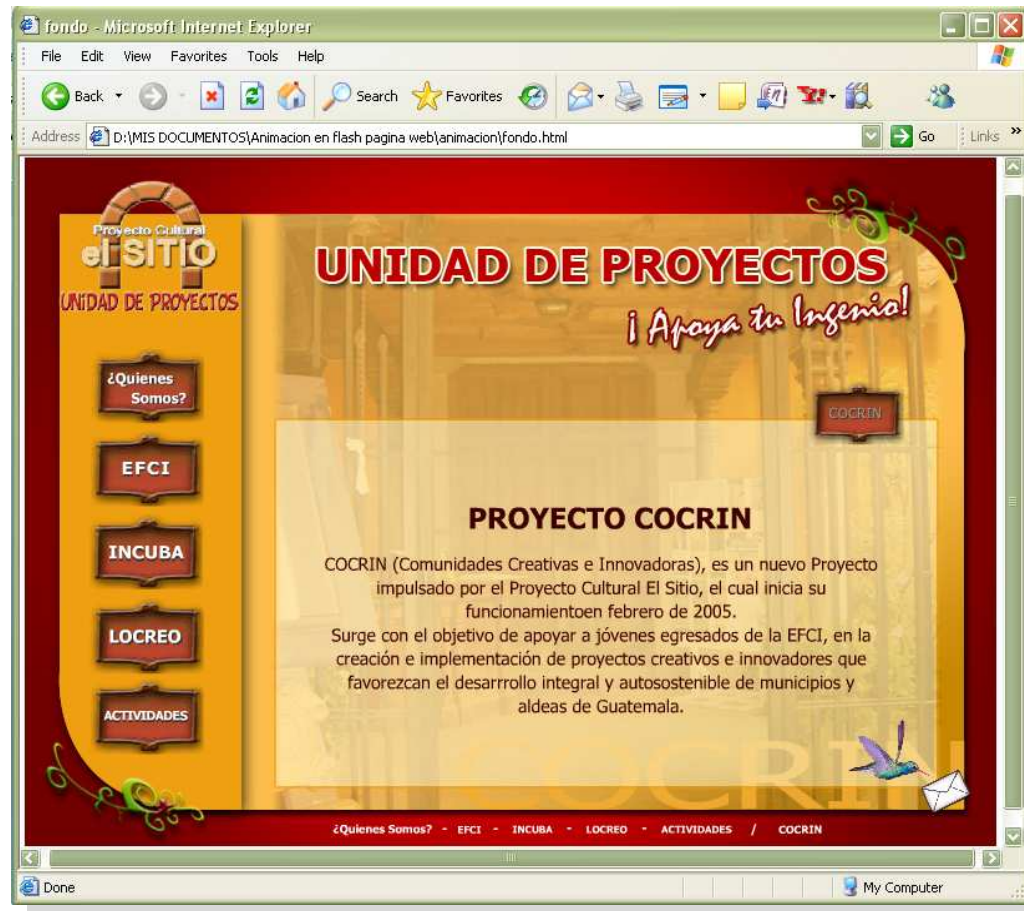 fondo - Microsoft Internet Explorer
File Edit View Favorites Tools Help
Back Search Favorites
Address D:\MIS DOCUMENTOS\Animacion en flash pagina web\animacion\fondo.html Go Links »
Proyecto Cultural
el SITIO
UNIDAD DE PROYECTOS
UNIDAD DE PROYECTOS
¡ Apoya tu Ingenio!
¿Quienes
Somos?
EFCI
INCUBA
LOCREO
ACTIVIDADES
COCRIN
PROYECTO COCRIN
COCRIN (Comunidades Creativas e Innovadoras), es un nuevo Proyecto
impulsado por el Proyecto Cultural El Sitio, el cual inicia su
funcionamientoen febrero de 2005.
Surge con el objetivo de apoyar a jóvenes egresados de la EFCI, en la
creación e implementación de proyectos creativos e innovadores que
favorezcan el desarrrollo integral y autosostenible de municipios y
aldeas de Guatemala.
COCRIN
¿Quienes Somos? - EFCI - INCUBA - LOCREO - ACTIVIDADES / COCRIN
Done My Computer